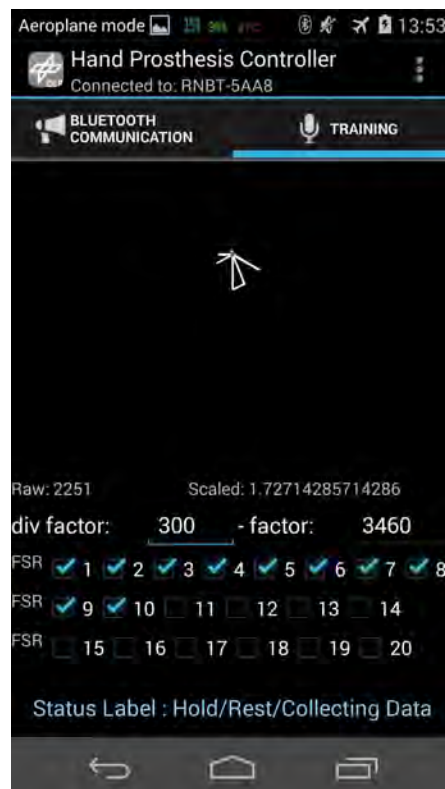 Aeroplane mode 13:53
Hand Prosthesis Controller
Connected to: RNBT-5AA8
BLUETOOTH
COMMUNICATION
TRAINING
Raw: 2251 Scaled: 1.72714285714286
div factor: 300 - factor: 3460
FSR 1 2 3 4 5 6 7 8
FSR 9 10 11 12 13 14
FSR 15 16 17 18 19 20
Status Label : Hold/Rest/Collecting Data